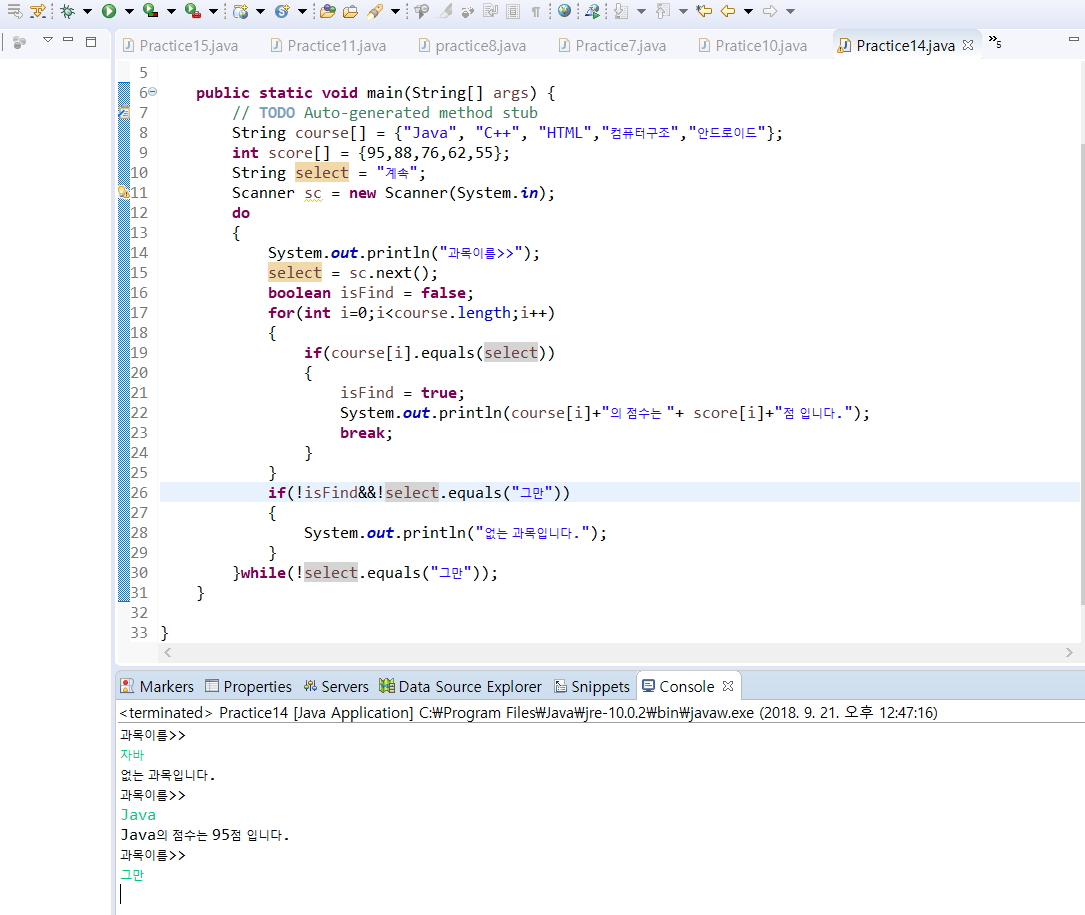 Practice15.java Practice11.java practice8.java Practice7.java Pratice10.java Practice14.java »5
5
6 public static void main(String[] args) {
7 // TODO Auto-generated method stub
8 String course[] = {"Java", "C++", "HTML","컴퓨터구조","안드로이드"};
9 int score[] = {95,88,76,62,55};
10 String select = "계속";
11 Scanner sc = new Scanner(System.in);
12 do
13 {
14 System.out.println("과목이름>>");
15 select = sc.next();
16 boolean isFind = false;
17 for(int i=0;i<course.length;i++)
18 {
19 if(course[i].equals(select))
20 {
21 isFind = true;
22 System.out.println(course[i]+"의 점수는 "+ score[i]+"점 입니다.");
23 break;
24 }
25 }
26 if(!isFind&&!select.equals("그만"))
27 {
28 System.out.println("없는 과목입니다.");
29 }
30 }while(!select.equals("그만"));
31 }
32
33 }
Markers Properties Servers Data Source Explorer Snippets Console
<terminated> Practice14 [Java Application] C:₩Program Files₩Java₩jre-10.0.2₩bin₩javaw.exe (2018. 9. 21. 오후 12:47:16)
과목이름>>
자바
없는 과목입니다.
과목이름>>
Java
Java의 점수는 95점 입니다.
과목이름>>
그만